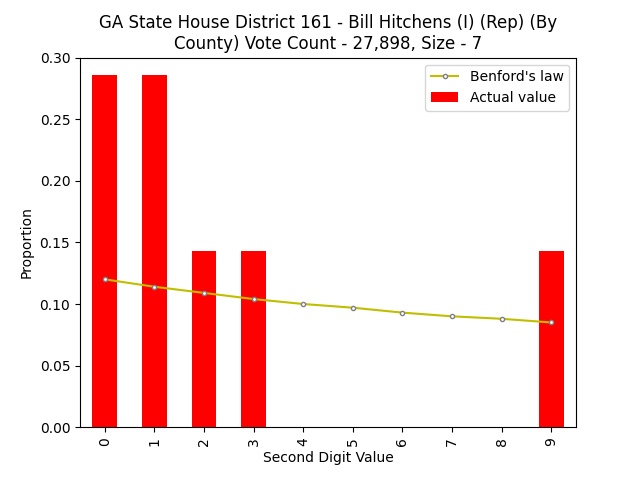 GA State House District 161 - Bill Hitchens (I) (Rep) (By
County) Vote Count - 27,898, Size - 7
Benford's law
Actual value
0.30
0.25
0.20
0.15
0.10
0.05
0.00
Proportion
0 1 2 3 4 5 6 7 8 9
Second Digit Value